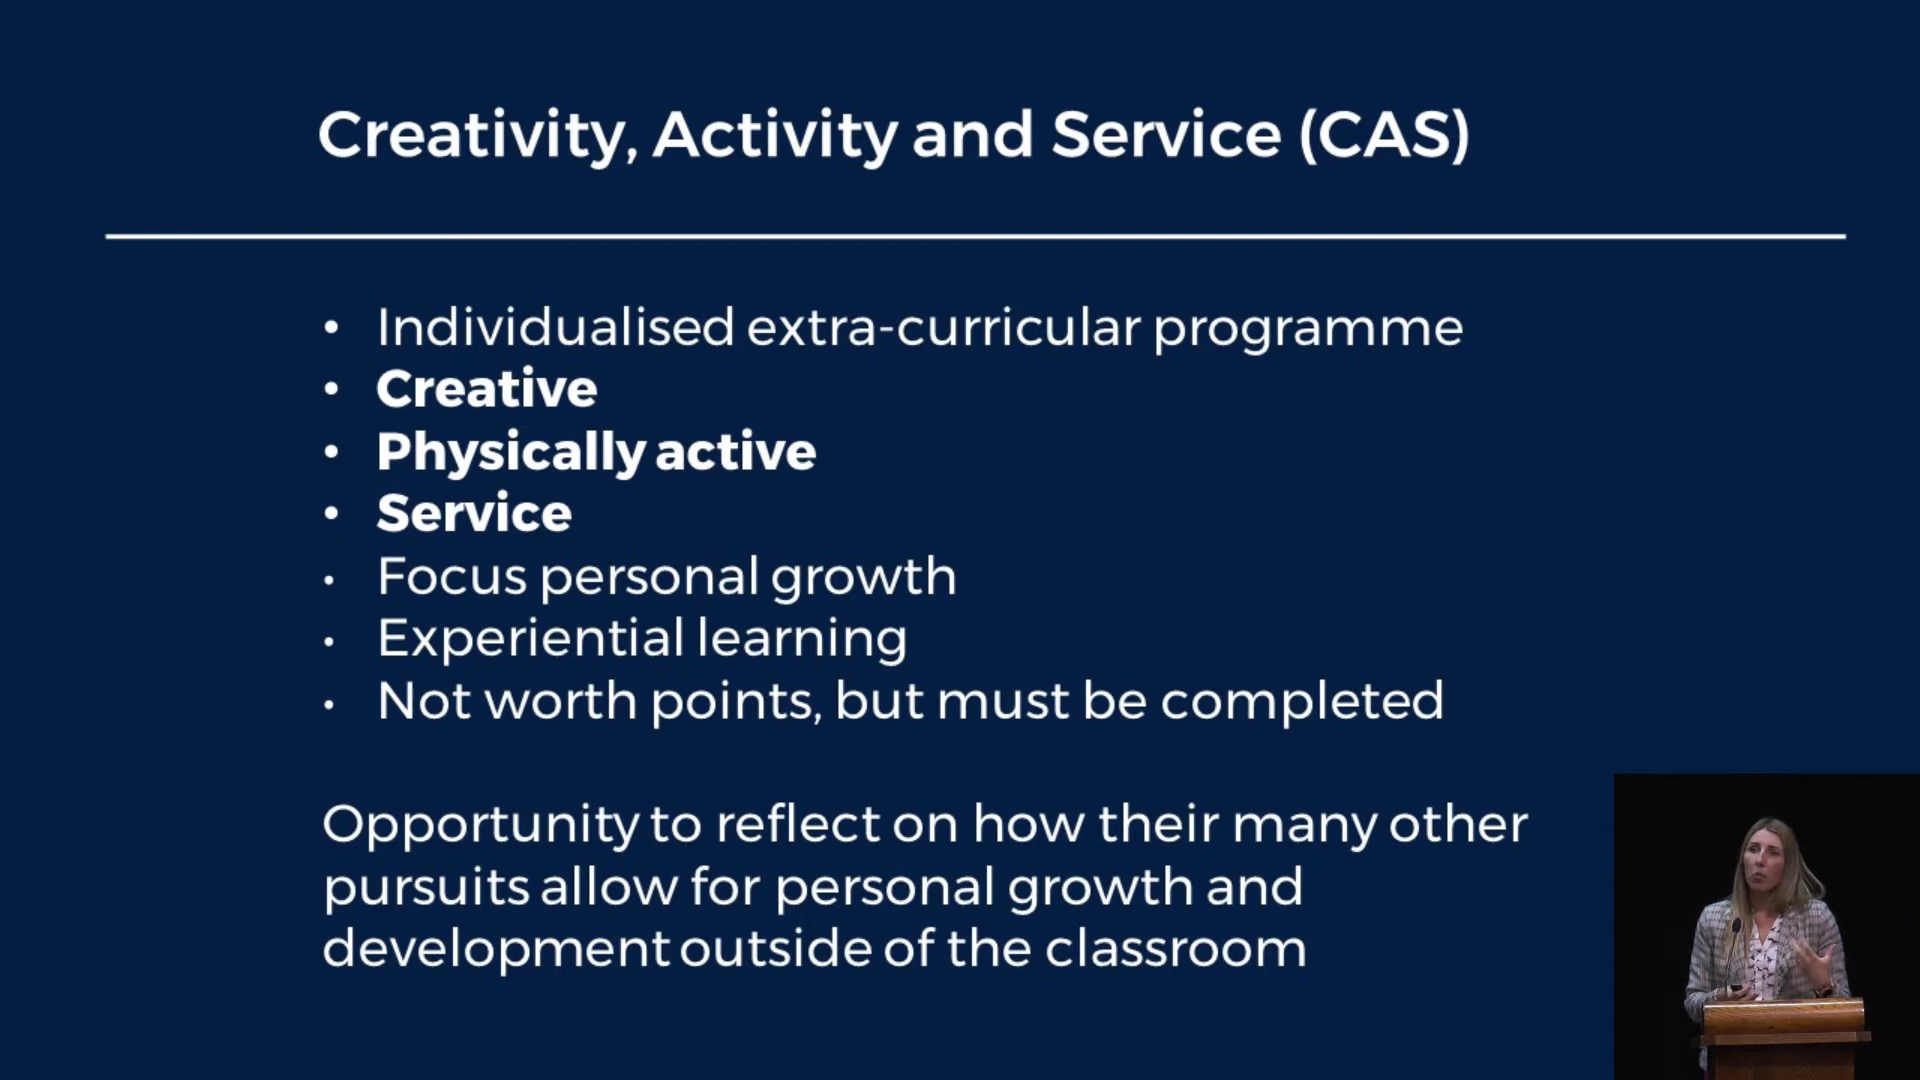 Creativity, Activity and Service (CAS)
• Individualised extra-curricular programme
• Creative
• Physically active
• Service
• Focus personal growth
• Experiential learning
• Not worth points, but must be completed
Opportunity to reflect on how their many other
pursuits allow for personal growth and
development outside of the classroom